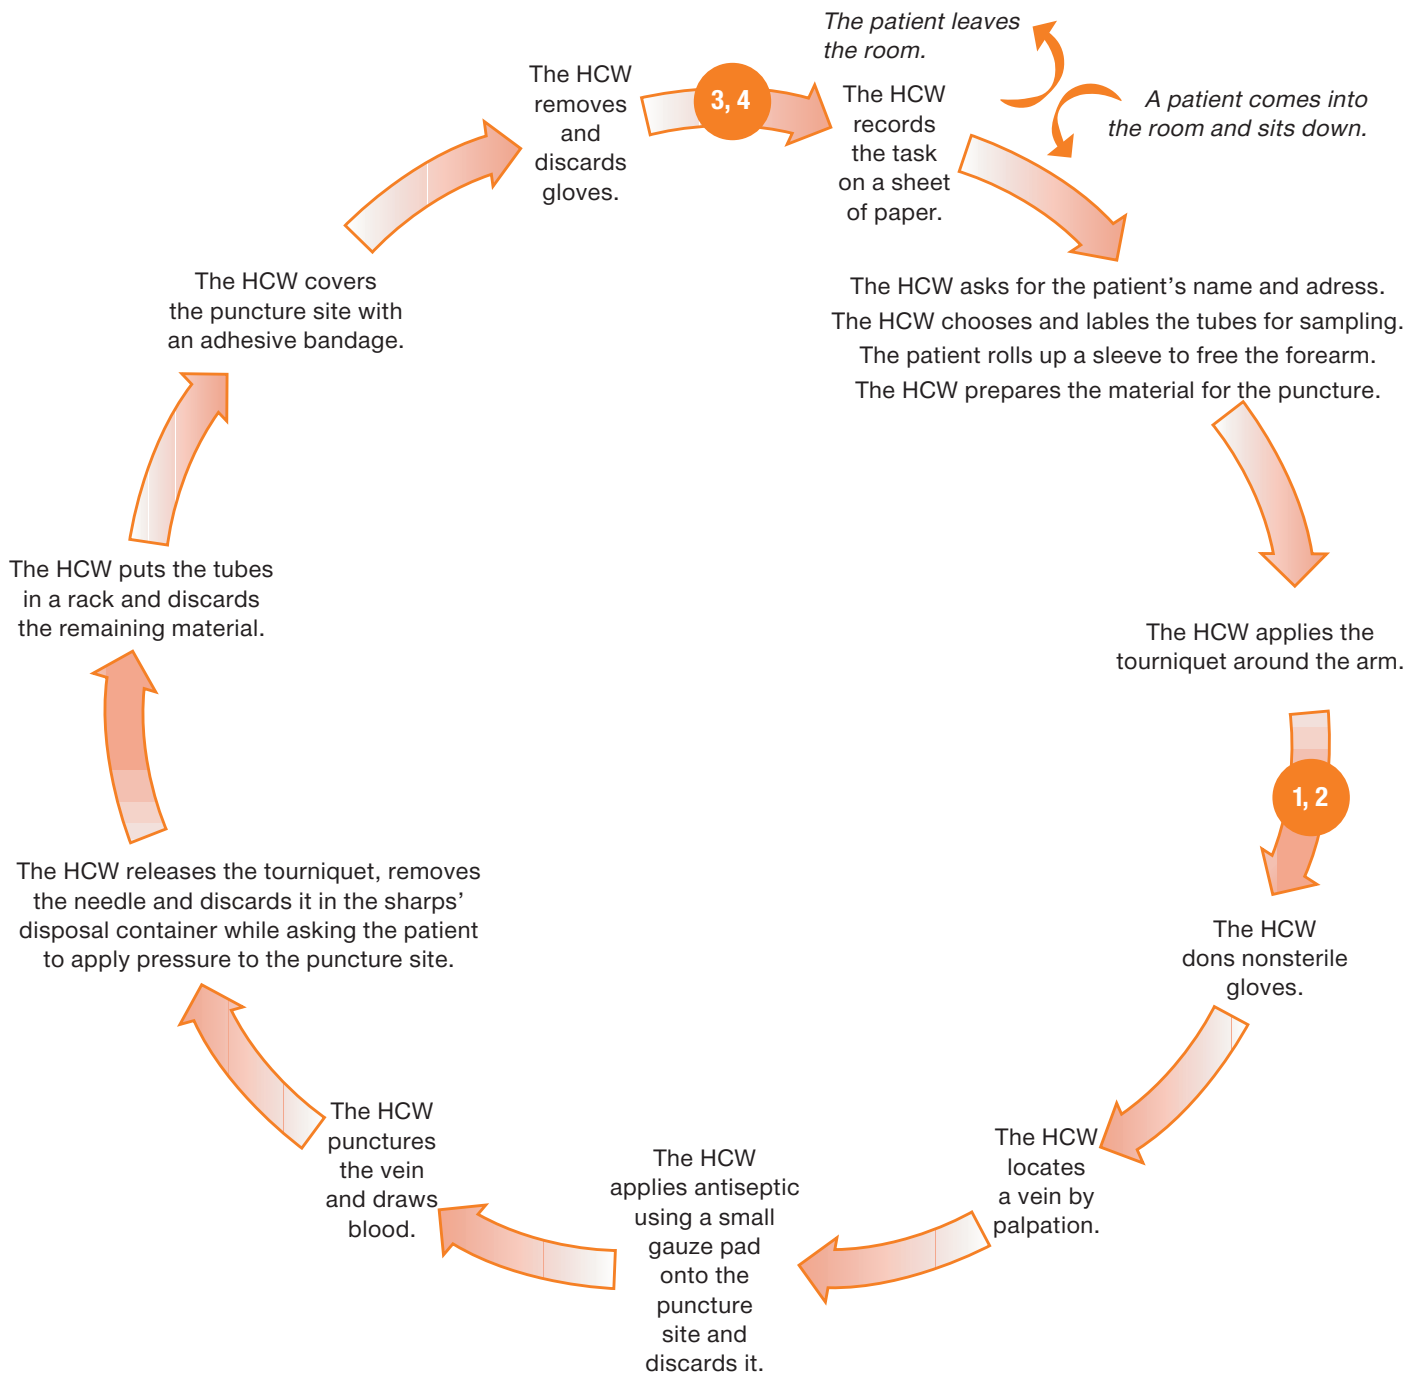 The patient leaves
the room.
A patient comes into
the room and sits down.
The HCW asks for the patient’s name and adress.
The HCW chooses and lables the tubes for sampling.
The patient rolls up a sleeve to free the forearm.
The HCW prepares the material for the puncture.
The HCW applies the
tourniquet around the arm.
1, 2
The HCW
dons nonsterile
gloves.
The HCW
locates
a vein by
palpation.
The HCW
applies antiseptic
using a small
gauze pad
onto the
puncture
site and
discards it.
The HCW
punctures
the vein
and draws
blood.
The HCW releases the tourniquet, removes
the needle and discards it in the sharps’
disposal container while asking the patient
to apply pressure to the puncture site.
The HCW puts the tubes
in a rack and discards
the remaining material.
The HCW covers
the puncture site with
an adhesive bandage.
The HCW
removes
and
discards
gloves.
3, 4
The HCW
records
the task
on a sheet
of paper.